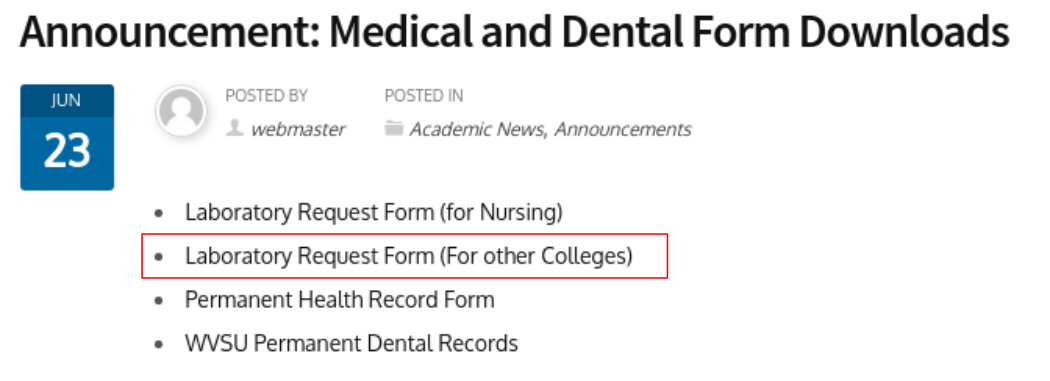 Announcement: Medical and Dental Form Downloads
JUN
23
POSTED BY
webmaster
POSTED IN
Academic News, Announcements
Laboratory Request Form (for Nursing)
Laboratory Request Form (For other Colleges)
Permanent Health Record Form
WVSU Permanent Dental Records